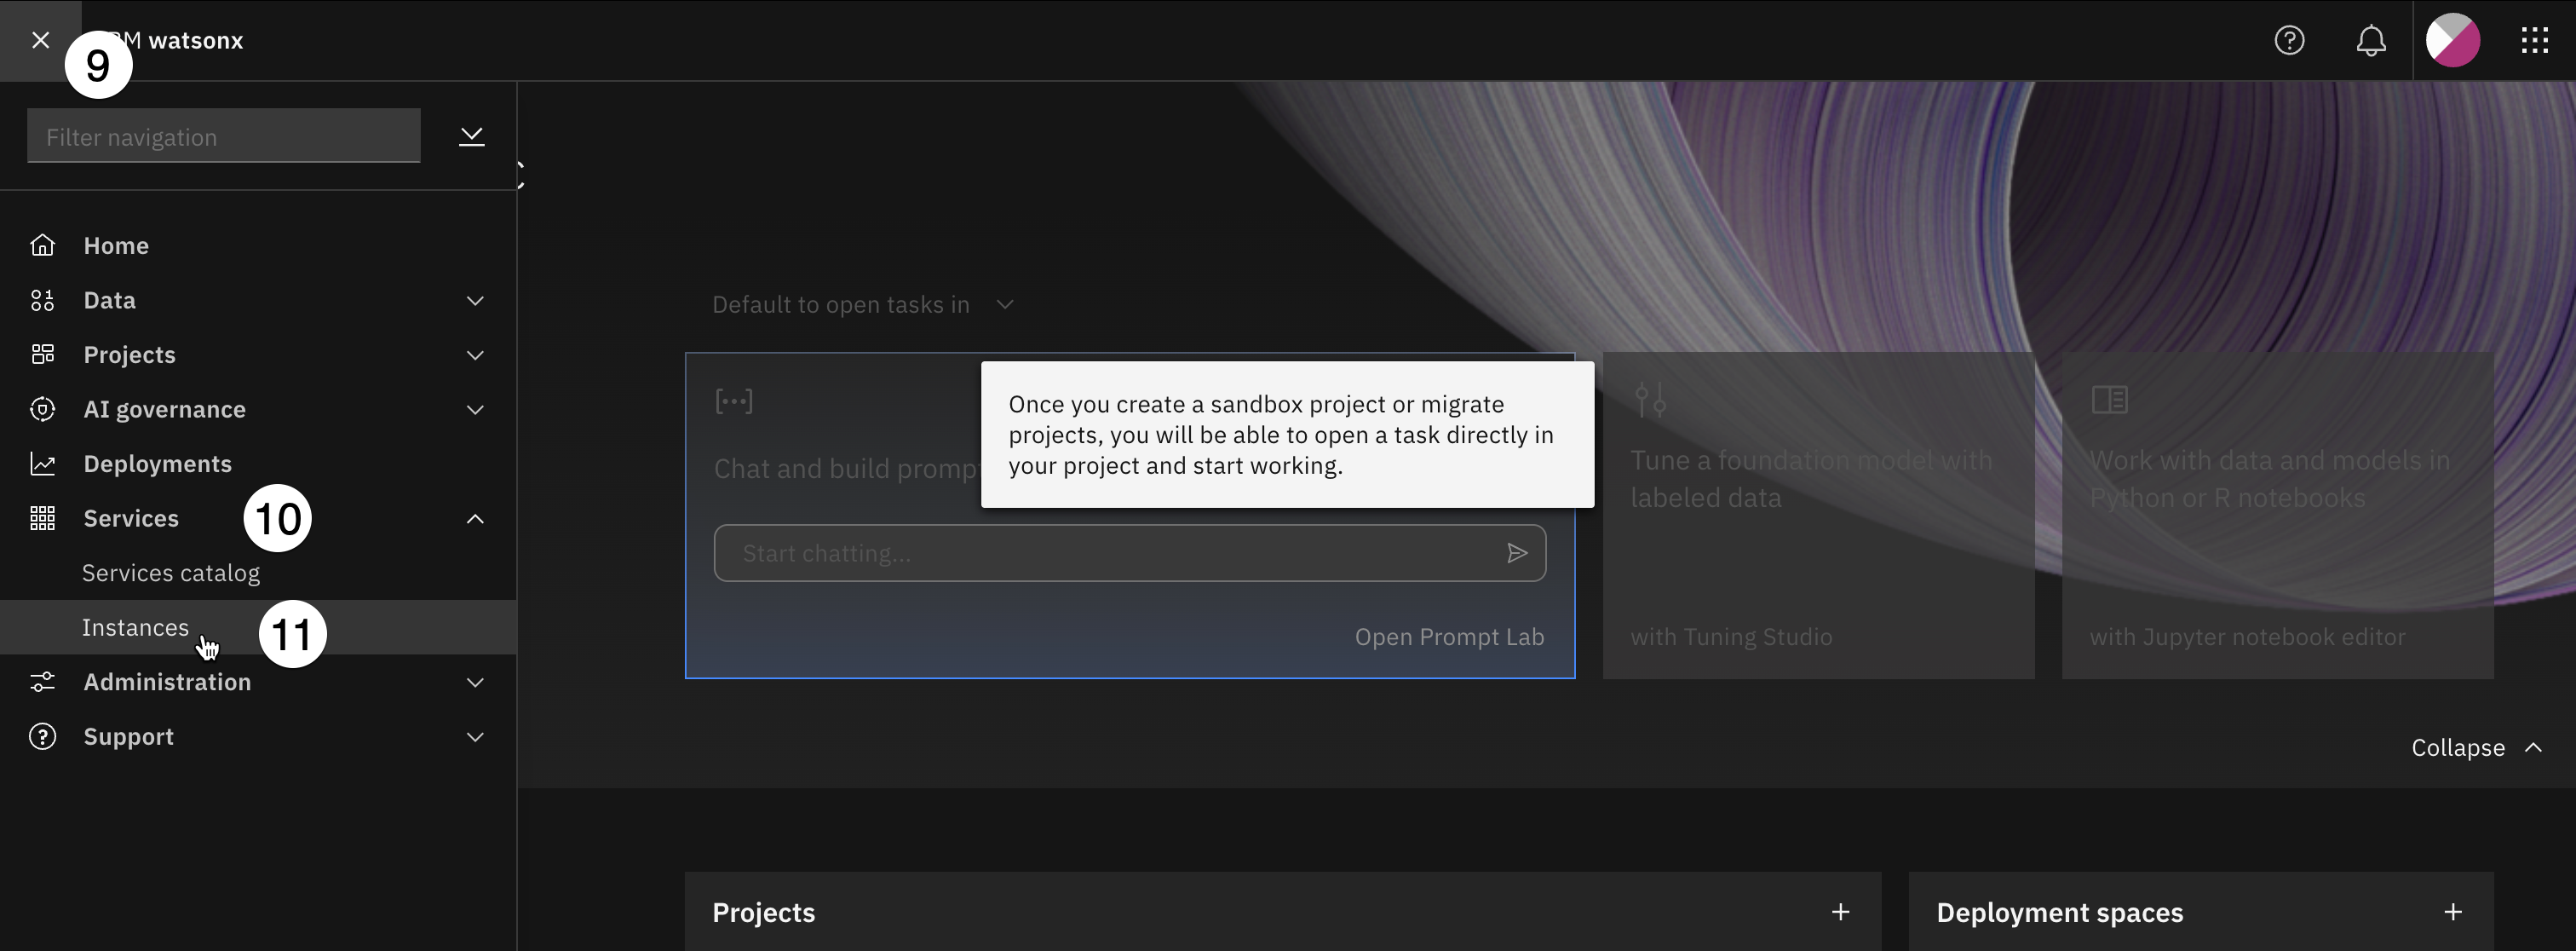 watsonx
9
Filter navigation
Home
Data
Projects
AI governance
Deployments
Services
10
Services catalog
Instances
11
Administration
Support
Default to open tasks in
Chat and build promp
Once you create a sandbox project or migrate
projects, you will be able to open a task directly in
your project and start working.
Start chatting...
Open Prompt Lab
Tune a foundation model with
labeled data
with Tuning Studio
Work with data and models in
Python or R notebooks
with Jupyter notebook editor
Collapse
Projects
Deployment spaces